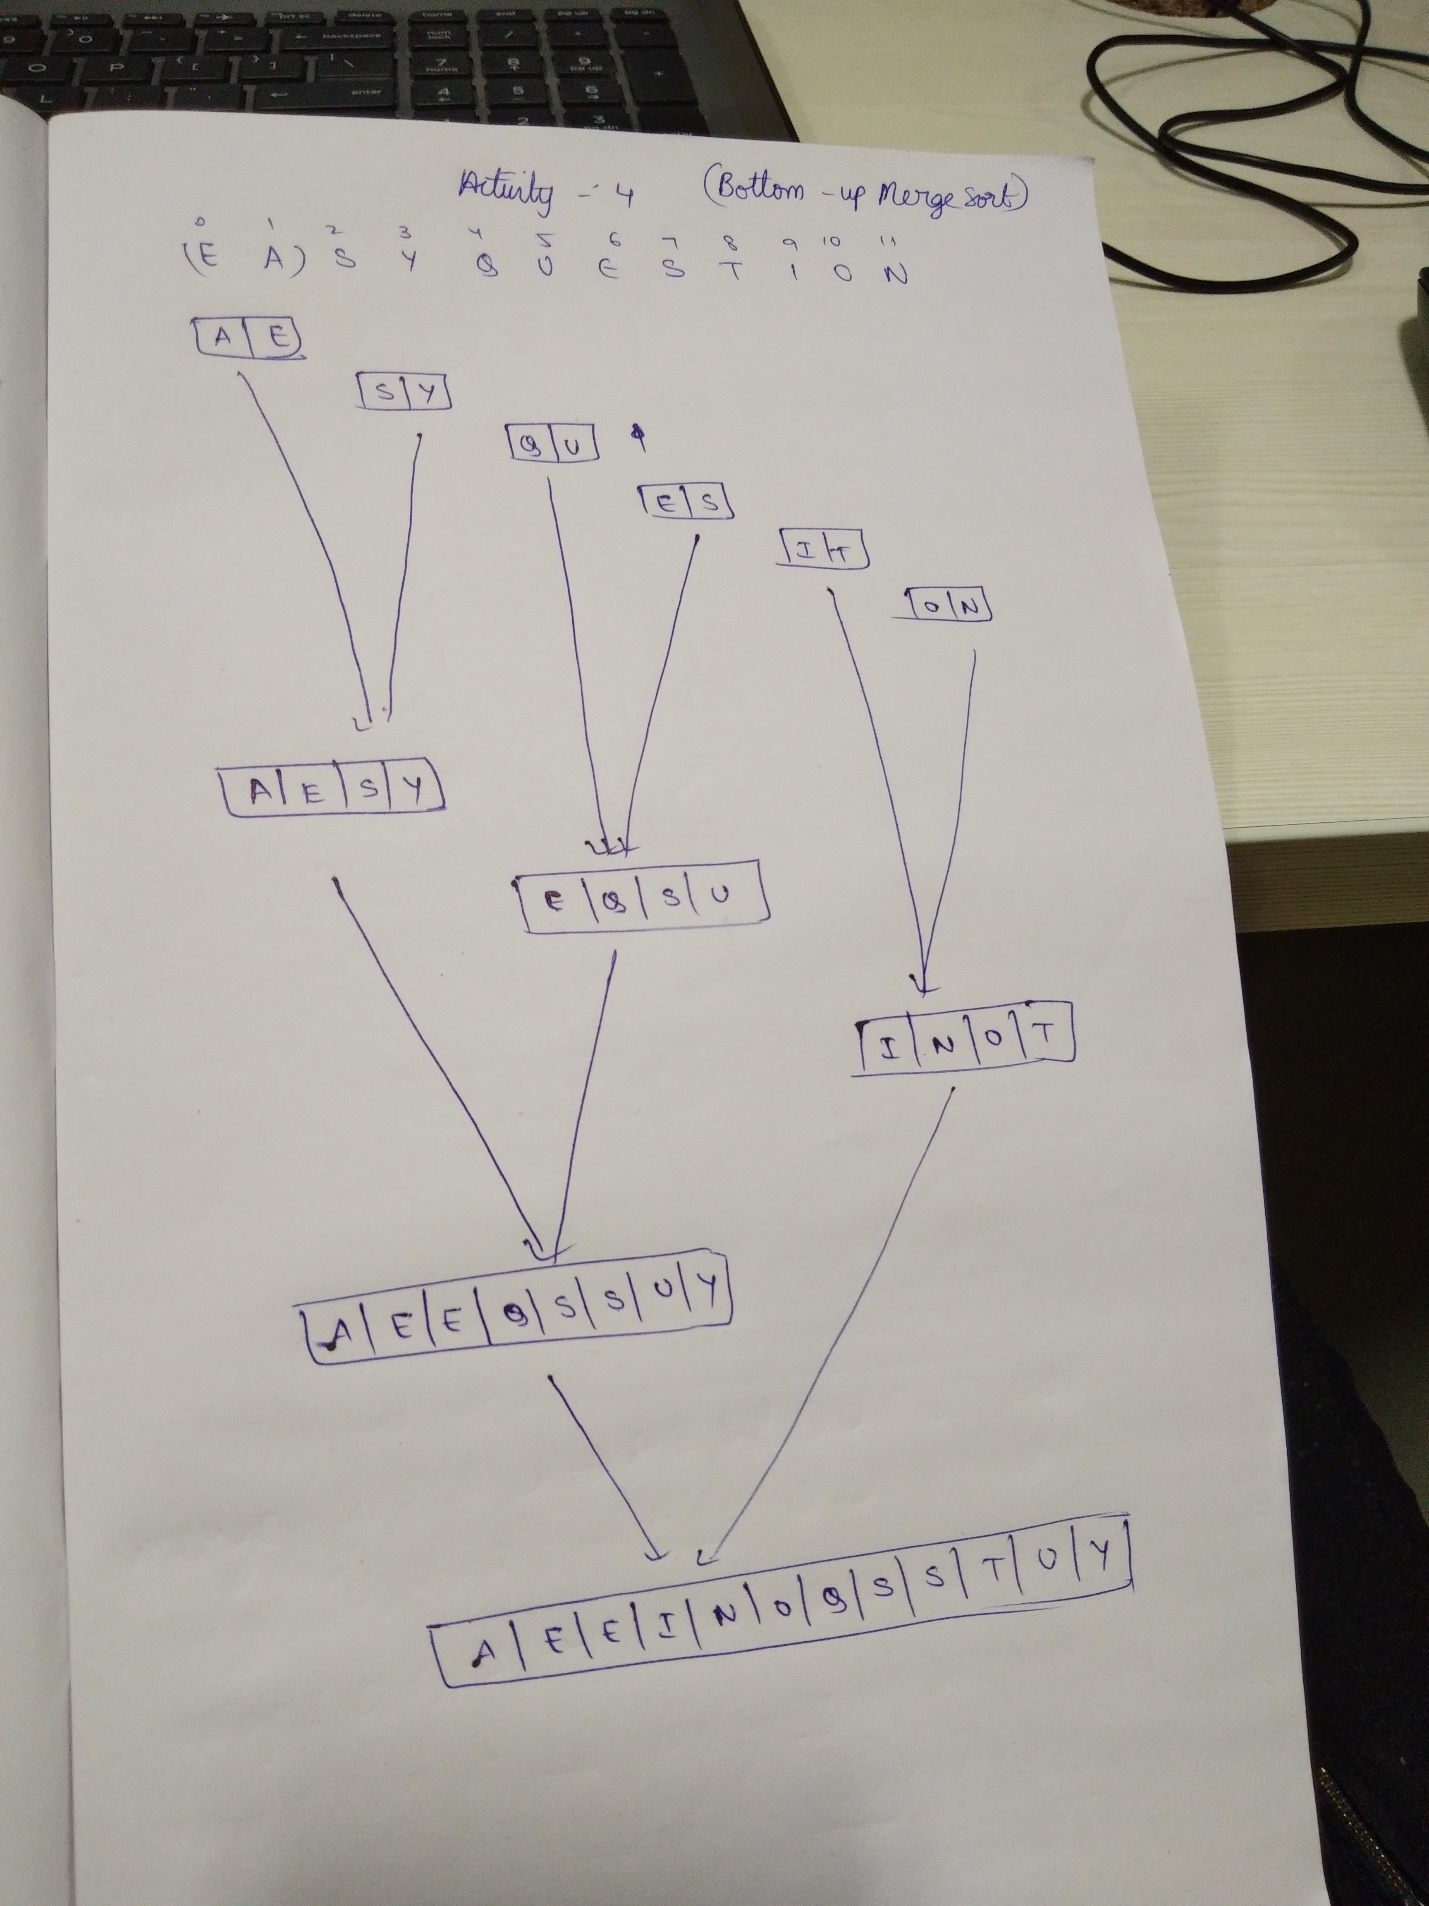 Activity - 4 (Bottom - up Merge Sort)
0 1 2 3 4 5 6 7 8 9 10 11
(E A) S Y Q U E S T I O N
A E
S Y
Q U
E S
I T
O N
A E S Y
E Q S U
I N O T
A E E Q S S U Y
A E E I N O Q S S T U Y